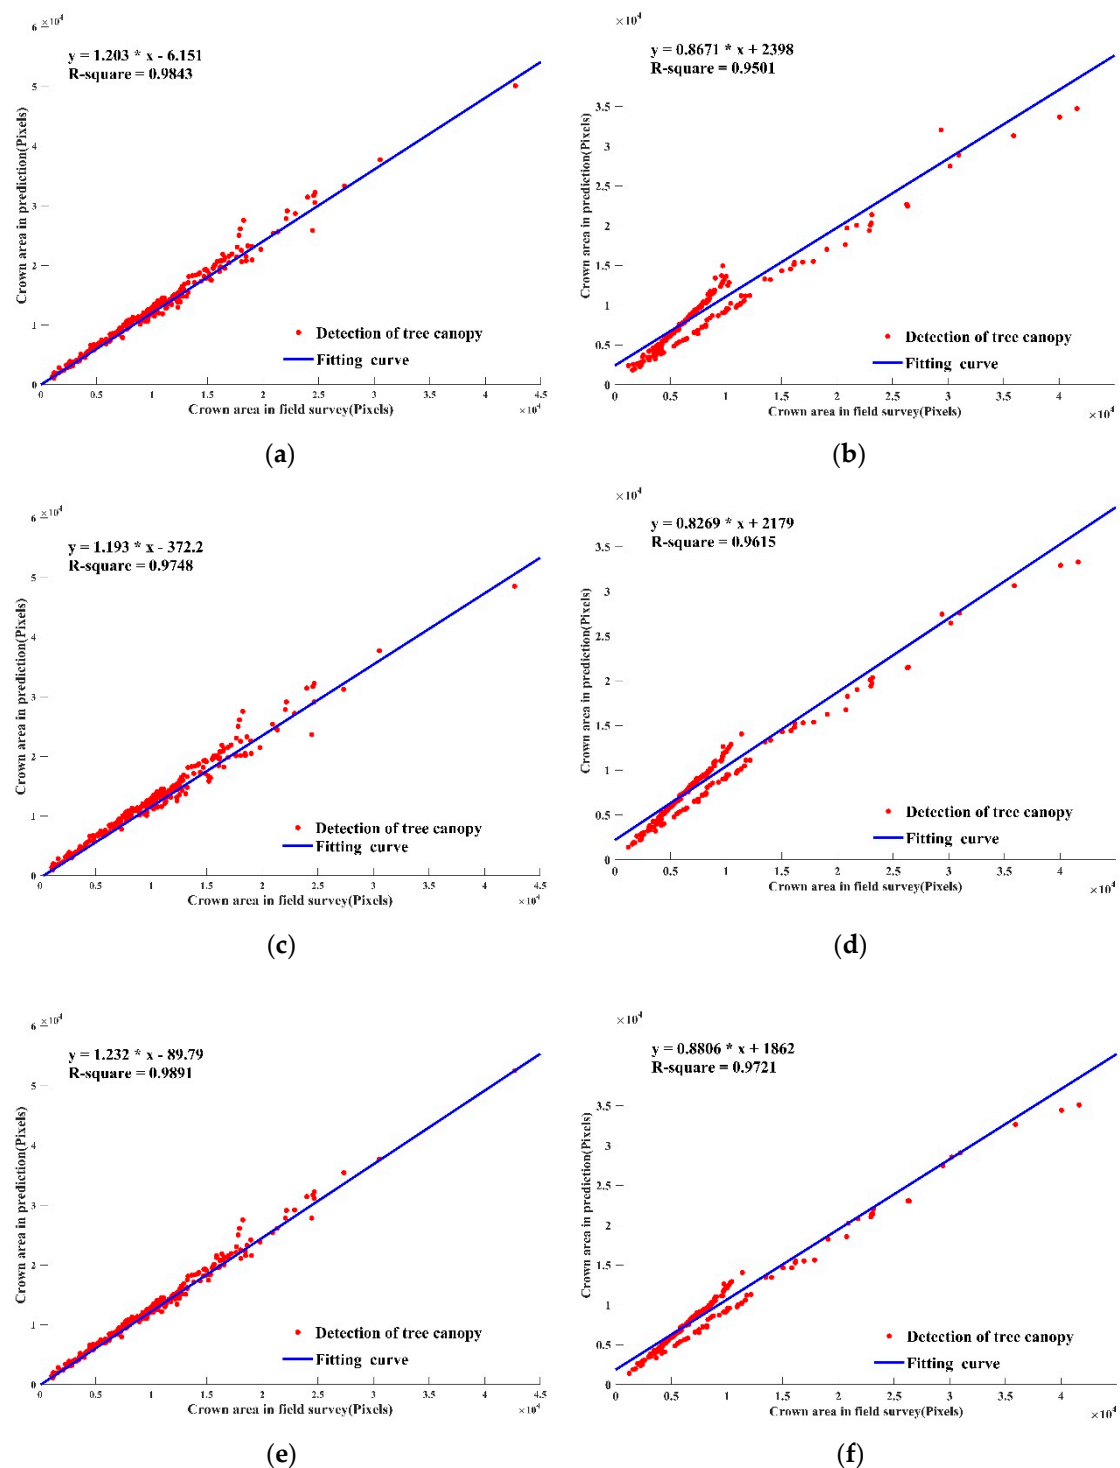 ×10⁴
6
y = 1.203 * x - 6.151
R-square = 0.9843
5
4
3
2
1
0
Crown area in prediction(Pixels)
Detection of tree canopy
Fitting curve
0 0.5 1 1.5 2 2.5 3 3.5 4 4.5
Crown area in field survey(Pixels)
×10⁴
(a)
×10⁴
y = 0.8671 * x + 2398
R-square = 0.9501
3.5
3
2.5
2
1.5
1
0.5
0
Crown area in prediction(Pixels)
Detection of tree canopy
Fitting curve
0 0.5 1 1.5 2 2.5 3 3.5 4 4.5
Crown area in field survey(Pixels)
×10⁴
(b)
×10⁴
6
y = 1.193 * x - 372.2
R-square = 0.9748
5
4
3
2
1
0
Crown area in prediction(Pixels)
Detection of tree canopy
Fitting curve
0 0.5 1 1.5 2 2.5 3 3.5 4 4.5
Crown area in field survey(Pixels)
×10⁴
(c)
×10⁴
y = 0.8269 * x + 2179
R-square = 0.9615
3.5
3
2.5
2
1.5
1
0.5
0
Crown area in prediction(Pixels)
Detection of tree canopy
Fitting curve
0 0.5 1 1.5 2 2.5 3 3.5 4 4.5
Crown area in field survey(Pixels)
×10⁴
(d)
×10⁴
6
y = 1.232 * x - 89.79
R-square = 0.9891
5
4
3
2
1
0
Crown area in prediction(Pixels)
Detection of tree canopy
Fitting curve
0 0.5 1 1.5 2 2.5 3 3.5 4 4.5
Crown area in field survey(Pixels)
×10⁴
(e)
×10⁴
y = 0.8806 * x + 1862
R-square = 0.9721
3.5
3
2.5
2
1.5
1
0.5
0
Crown area in prediction(Pixels)
Detection of tree canopy
Fitting curve
0 0.5 1 1.5 2 2.5 3 3.5 4 4.5
Crown area in field survey(Pixels)
×10⁴
(f)